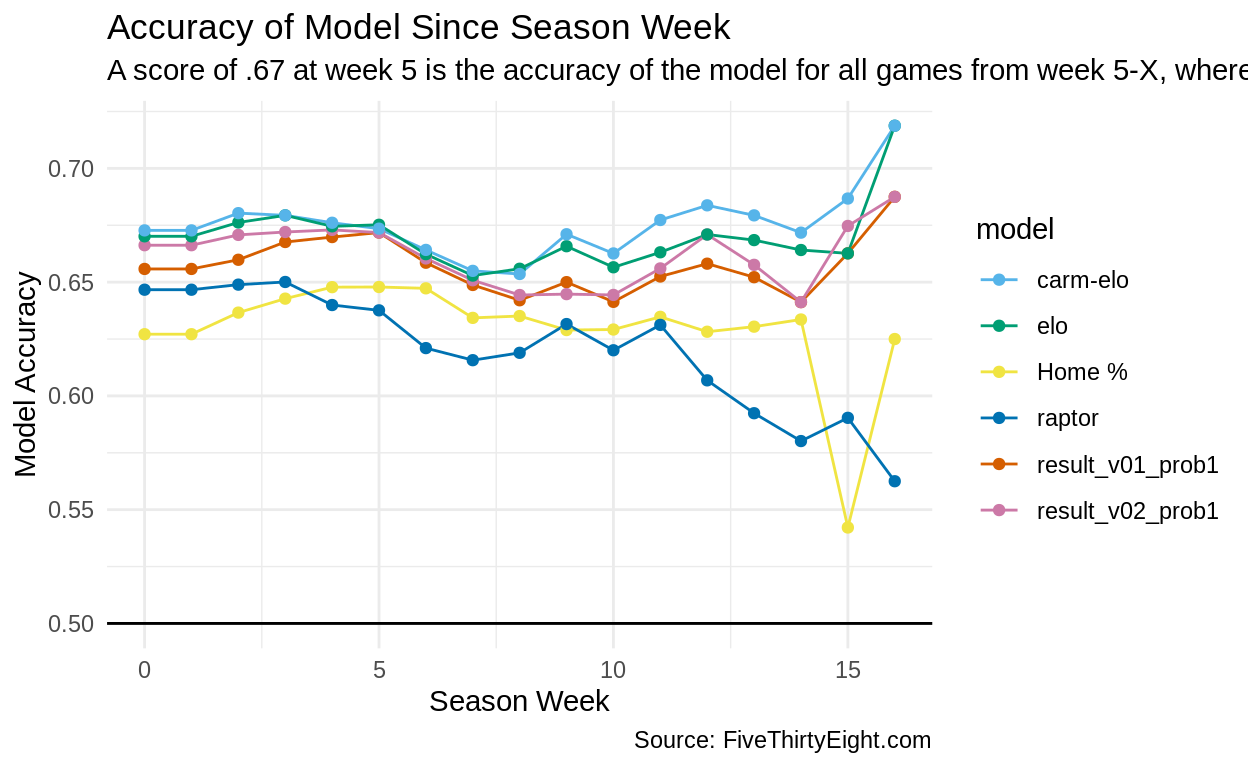 Accuracy of Model Since Season Week
A score of .67 at week 5 is the accuracy of the model for all games from week 5-X, where
Model Accuracy
0.70
0.65
0.60
0.55
0.50
0
5
10
15
Season Week
model
carm-elo
elo
Home %
raptor
result_v01_prob1
result_v02_prob1
Source: FiveThirtyEight.com